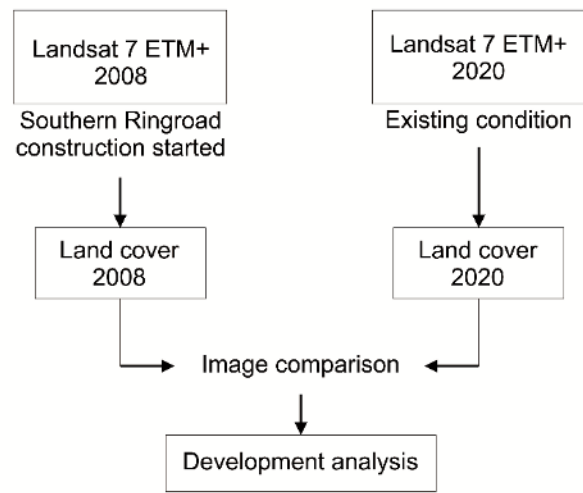 Landsat 7 ETM+
2008
Southern Ringroad
construction started
Landsat 7 ETM+
2020
Existing condition
Land cover
2008
Land cover
2020
Image comparison
Development analysis